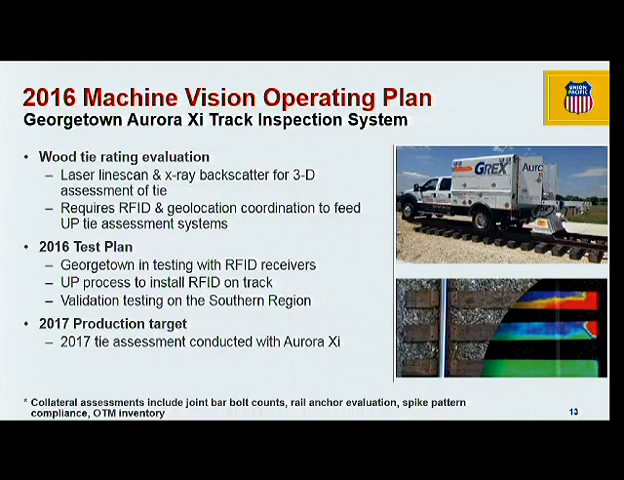 2016 Machine Vision Operating Plan
Georgetown Aurora Xi Track Inspection System
UNION
PACIFIC
• Wood tie rating evaluation
– Laser linescan & x-ray backscatter for 3-D
assessment of tie
– Requires RFID & geolocation coordination to feed
UP tie assessment systems
• 2016 Test Plan
– Georgetown in testing with RFID receivers
– UP process to install RFID on track
– Validation testing on the Southern Region
• 2017 Production target
– 2017 tie assessment conducted with Aurora Xi
GREX
Auro
* Collateral assessments include joint bar bolt counts, rail anchor evaluation, spike pattern
compliance, OTM inventory
13